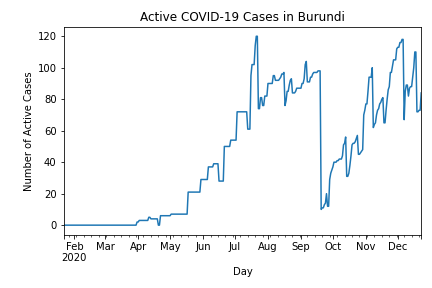 Active COVID-19 Cases in Burundi
Number of Active Cases
120
100
80
60
40
20
0
Feb Mar Apr May Jun Jul Aug Sep Oct Nov Dec
2020
Day